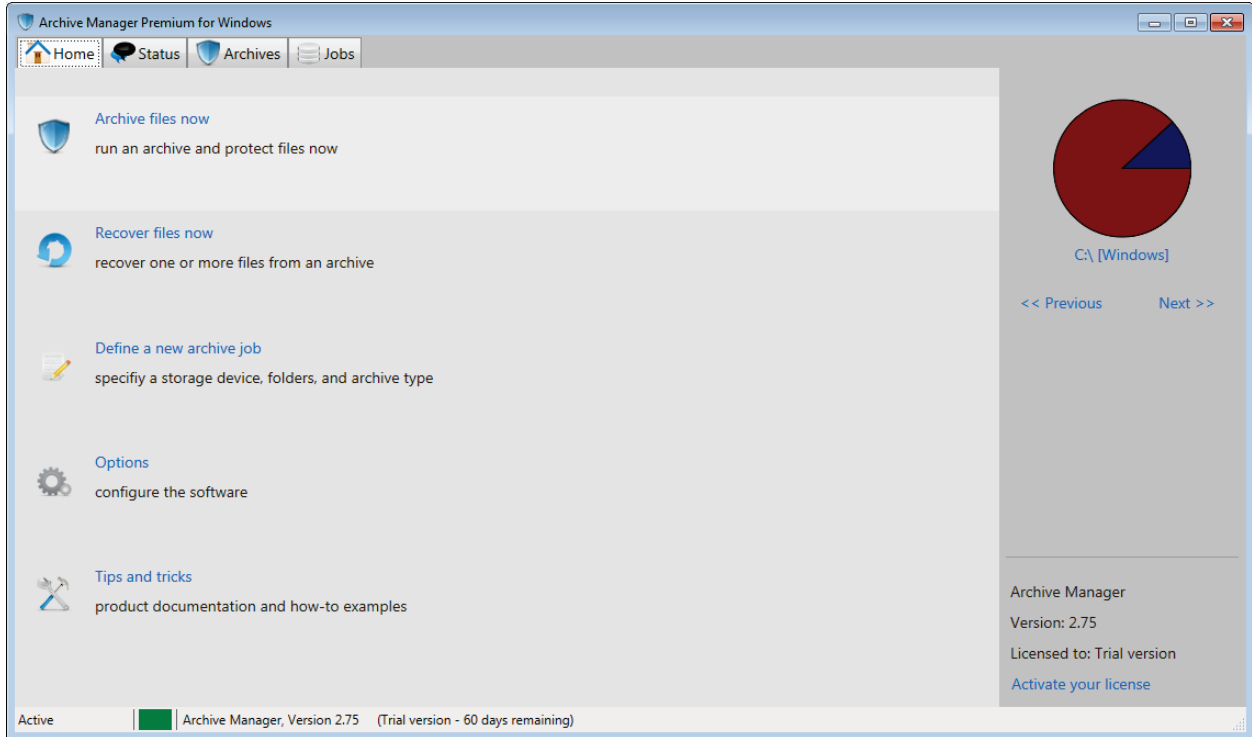 Archive Manager Premium for Windows
Home Status Archives Jobs
Archive files now
run an archive and protect files now
Recover files now
recover one or more files from an archive
Define a new archive job
specifiy a storage device, folders, and archive type
Options
configure the software
Tips and tricks
product documentation and how-to examples
C:\ [Windows]
<< Previous Next >>
Archive Manager
Version: 2.75
Licensed to: Trial version
Activate your license
Active Archive Manager, Version 2.75 (Trial version - 60 days remaining)